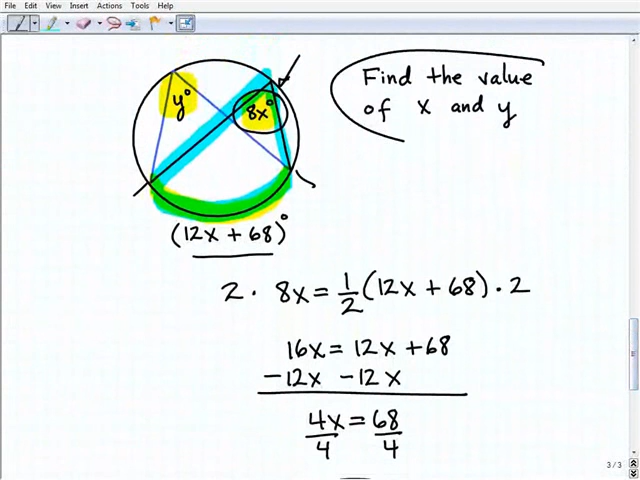 File Edit View Insert Actions Tools Help
y° 8x°
Find the value
of x and y
(12x + 68)°
2 · 8x = 1/2 (12x + 68) · 2
16x = 12x + 68
−12x −12x
4x = 68
4 4
3 / 3